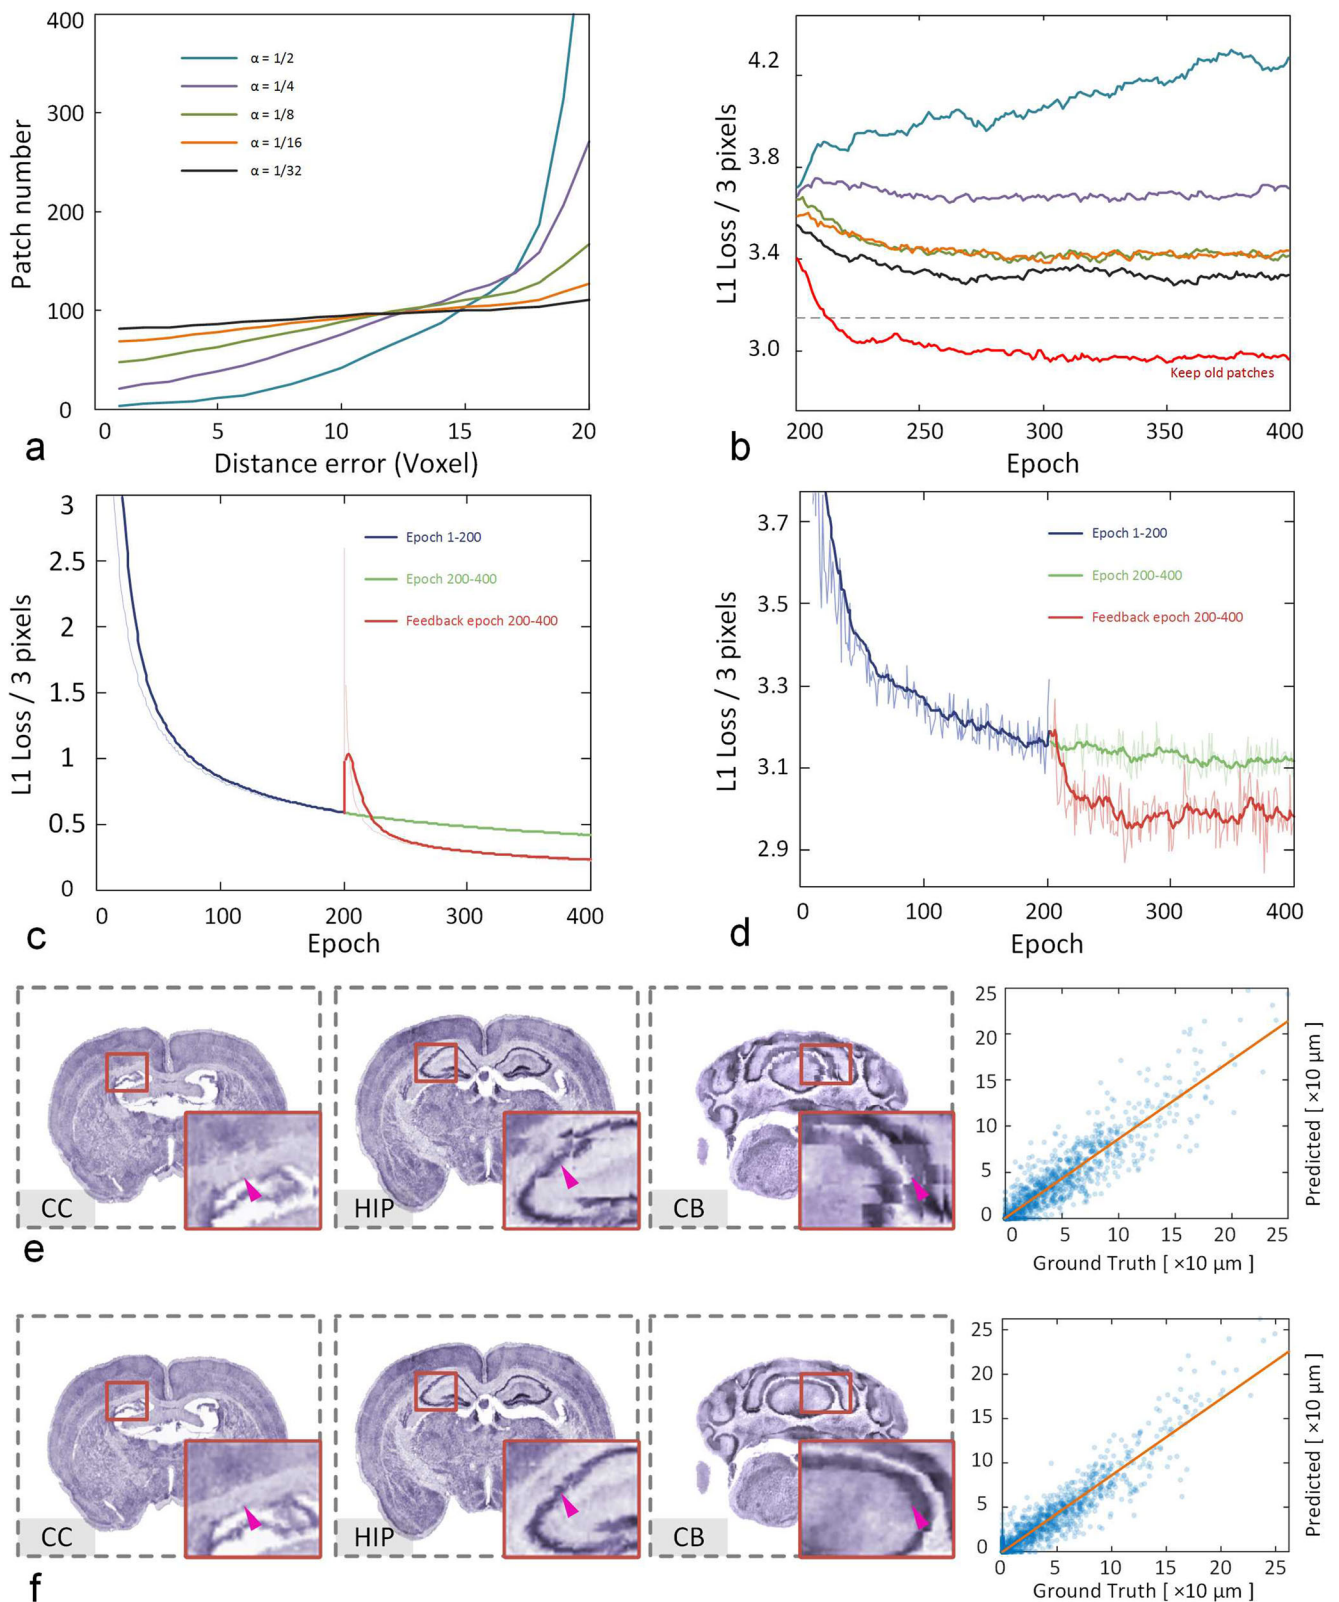 400
300
200
100
0
Patch number
α = 1/2
α = 1/4
α = 1/8
α = 1/16
α = 1/32
0 5 10 15 20
Distance error (Voxel)
a
4.2
3.8
3.4
3.0
L1 Loss / 3 pixels
Keep old patches
200 250 300 350 400
Epoch
b
3
2.5
2
1.5
1
0.5
0
L1 Loss / 3 pixels
Epoch 1-200
Epoch 200-400
Feedback epoch 200-400
0 100 200 300 400
Epoch
c
3.7
3.5
3.3
3.1
2.9
L1 Loss / 3 pixels
Epoch 1-200
Epoch 200-400
Feedback epoch 200-400
0 100 200 300 400
Epoch
d
CC
HIP
CB
25
20
15
10
5
0
Predicted [ ×10 µm ]
0 5 10 15 20 25
Ground Truth [ ×10 µm ]
e
CC
HIP
CB
25
20
15
10
5
0
Predicted [ ×10 µm ]
0 5 10 15 20 25
Ground Truth [ ×10 µm ]
f